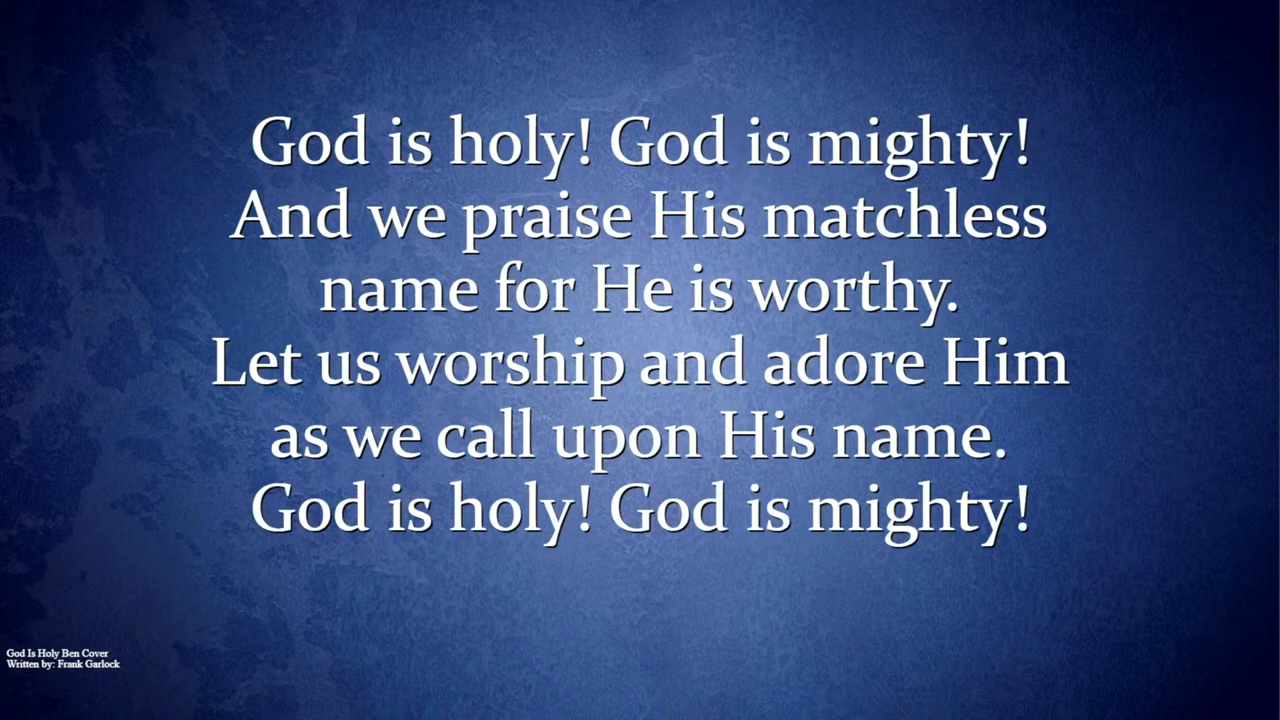 God is holy! God is mighty!
And we praise His matchless
name for He is worthy.
Let us worship and adore Him
as we call upon His name.
God is holy! God is mighty!
God Is Holy Ben Cover
Written by: Frank Garlock